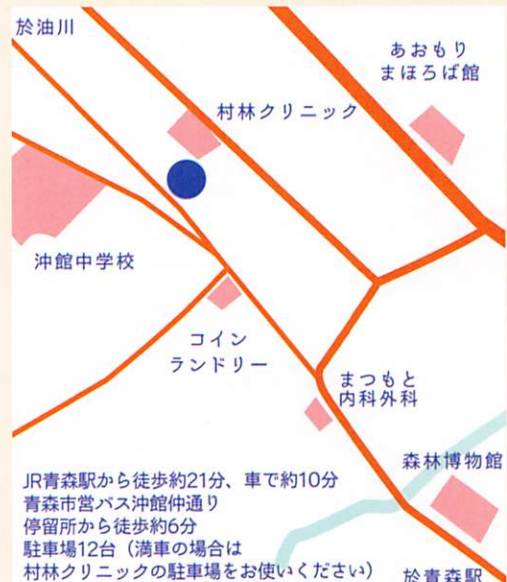 於油川
あおもり
まほろば館
村林クリニック
沖館中学校
コイン
ランドリー
まつもと
内科外科
森林博物館
JR青森駅から徒歩約21分、車で約10分
青森市営バス沖館仲通り
停留所から徒歩約6分
駐車場12台（満車の場合は
村林クリニックの駐車場をお使いください）
於青森駅